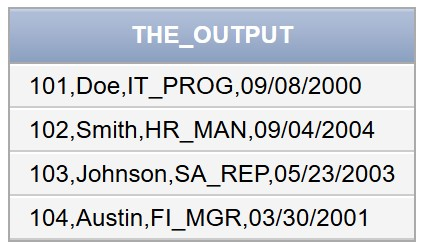 THE_OUTPUT
101,Doe,IT_PROG,09/08/2000
102,Smith,HR_MAN,09/04/2004
103,Johnson,SA_REP,05/23/2003
104,Austin,FI_MGR,03/30/2001